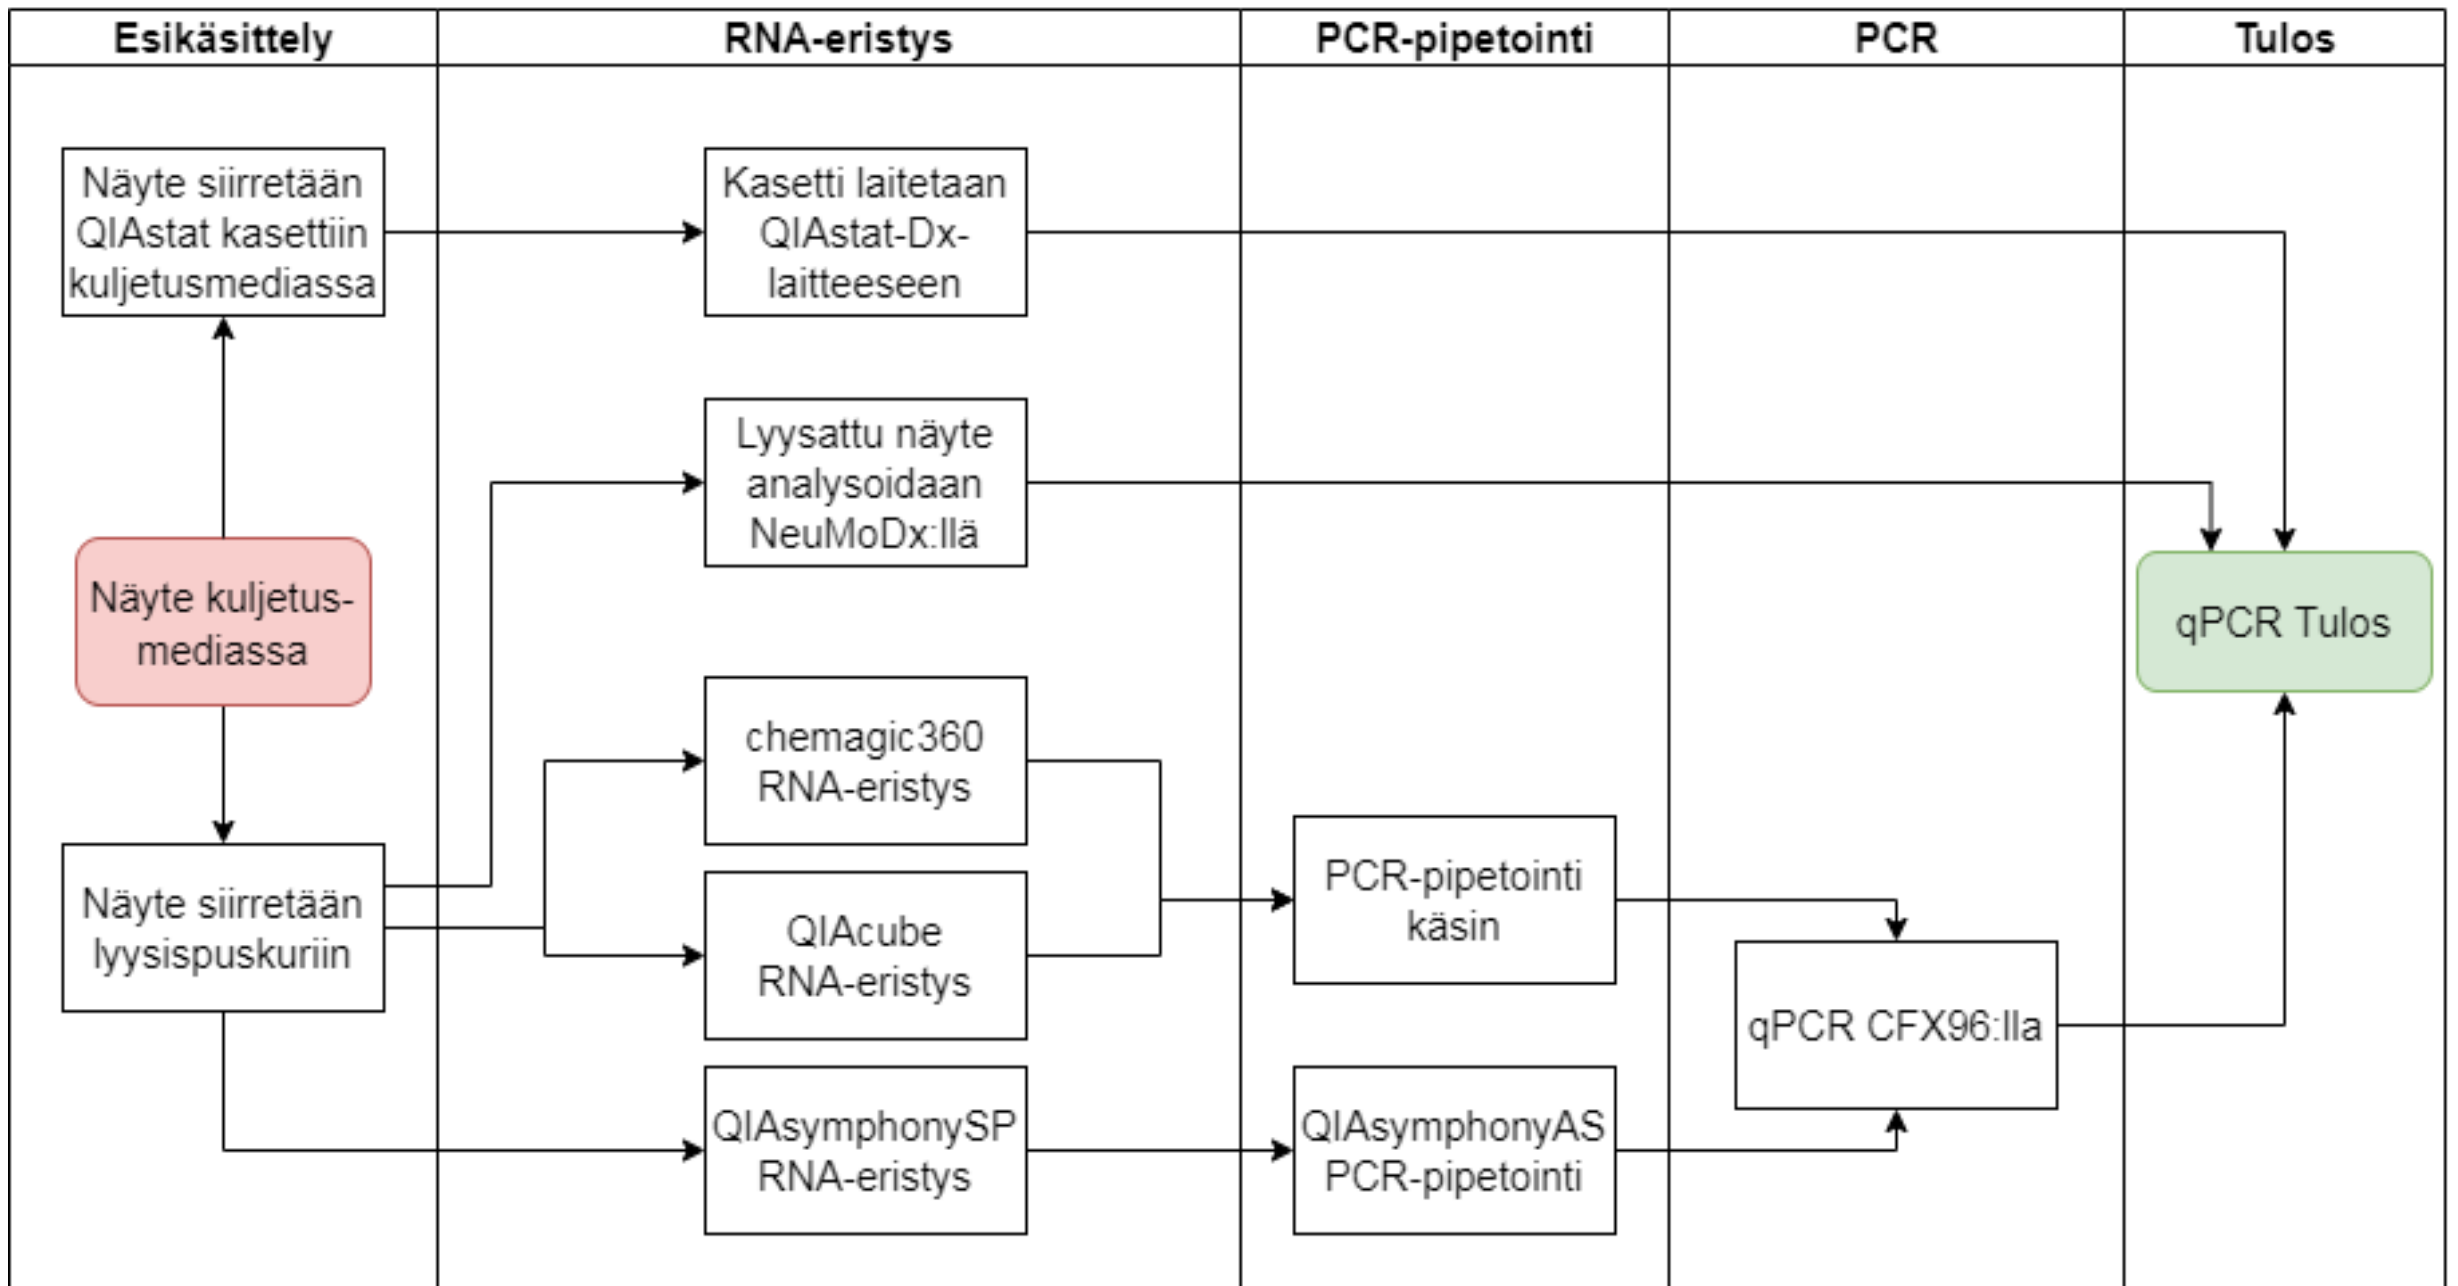 Esikäsittely
RNA-eristys
PCR-pipetointi
PCR
Tulos
Näyte siirretään
QIAstat kasettiin
kuljetusmediassa
Kasetti laitetaan
QIAstat-Dx-
laitteeseen
Lyysattu näyte
analysoidaan
NeuMoDx:llä
Näyte kuljetus-
mediassa
qPCR Tulos
chemagic360
RNA-eristys
Näyte siirretään
lyysispuskuriin
QIAcube
RNA-eristys
PCR-pipetointi
käsin
qPCR CFX96:lla
QIAsymphonySP
RNA-eristys
QIAsymphonyAS
PCR-pipetointi